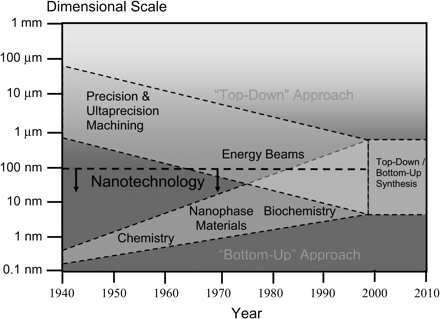 Dimensional Scale
1 mm
100 μm
10 μm
1 μm
100 nm
10 nm
1 nm
0.1 nm
Precision &
Ultaprecision
Machining
"Top-Down" Approach
Energy Beams
Top-Down /
Bottom-Up
Synthesis
Nanotechnology
Nanophase
Materials
Biochemistry
Chemistry
"Bottom-Up" Approach
1940 1950 1960 1970 1980 1990 2000 2010
Year